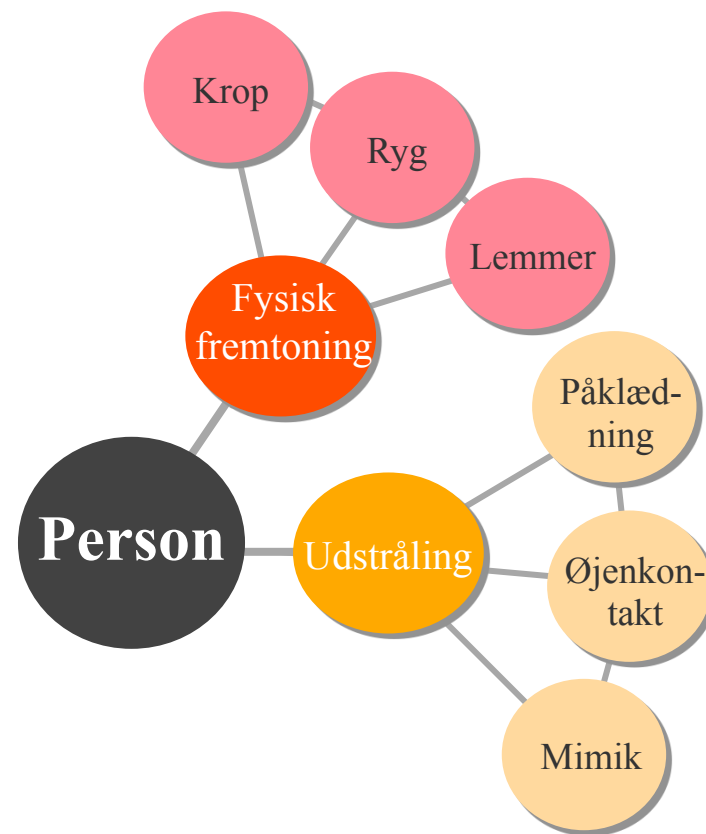 Krop
Ryg
Lemmer
Fysisk
fremtoning
Påklæd-
ning
Person
Udstråling
Øjenkon-
takt
Mimik